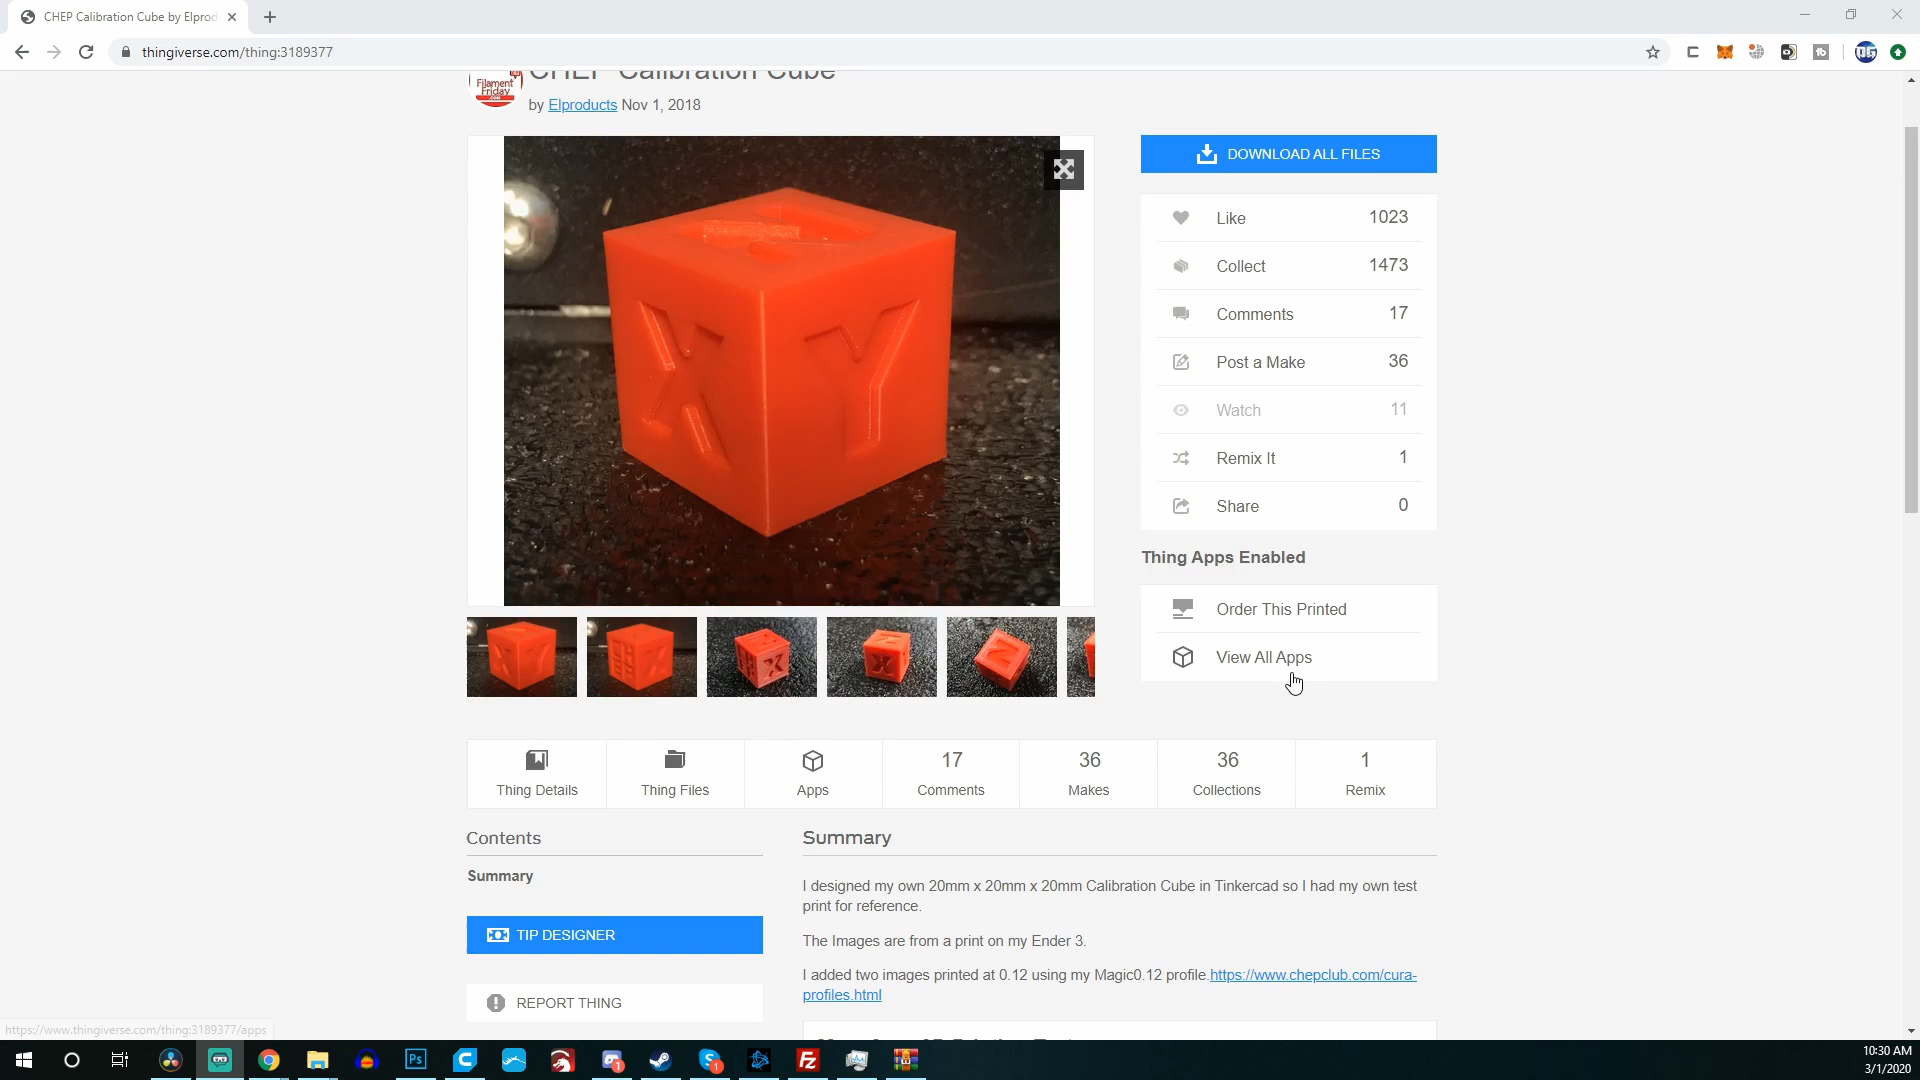 CHEP Calibration Cube by Elprod
thingiverse.com/thing:3189377
CHEP Calibration Cube
Filament
Friday
by Elproducts Nov 1, 2018
DOWNLOAD ALL FILES
Like 1023
Collect 1473
Comments 17
Post a Make 36
Watch 11
Remix It 1
Share 0
X Y
Thing Apps Enabled
Order This Printed
View All Apps
Thing Details
Thing Files
Apps
17
Comments
36
Makes
36
Collections
1
Remix
Contents
Summary
TIP DESIGNER
REPORT THING
Summary
I designed my own 20mm x 20mm x 20mm Calibration Cube in Tinkercad so I had my own test
print for reference.
The Images are from a print on my Ender 3.
I added two images printed at 0.12 using my Magic0.12 profile.https://www.chepclub.com/cura-
profiles.html
https://www.thingiverse.com/thing:3189377/apps
Ps
10:30 AM
3/1/2020